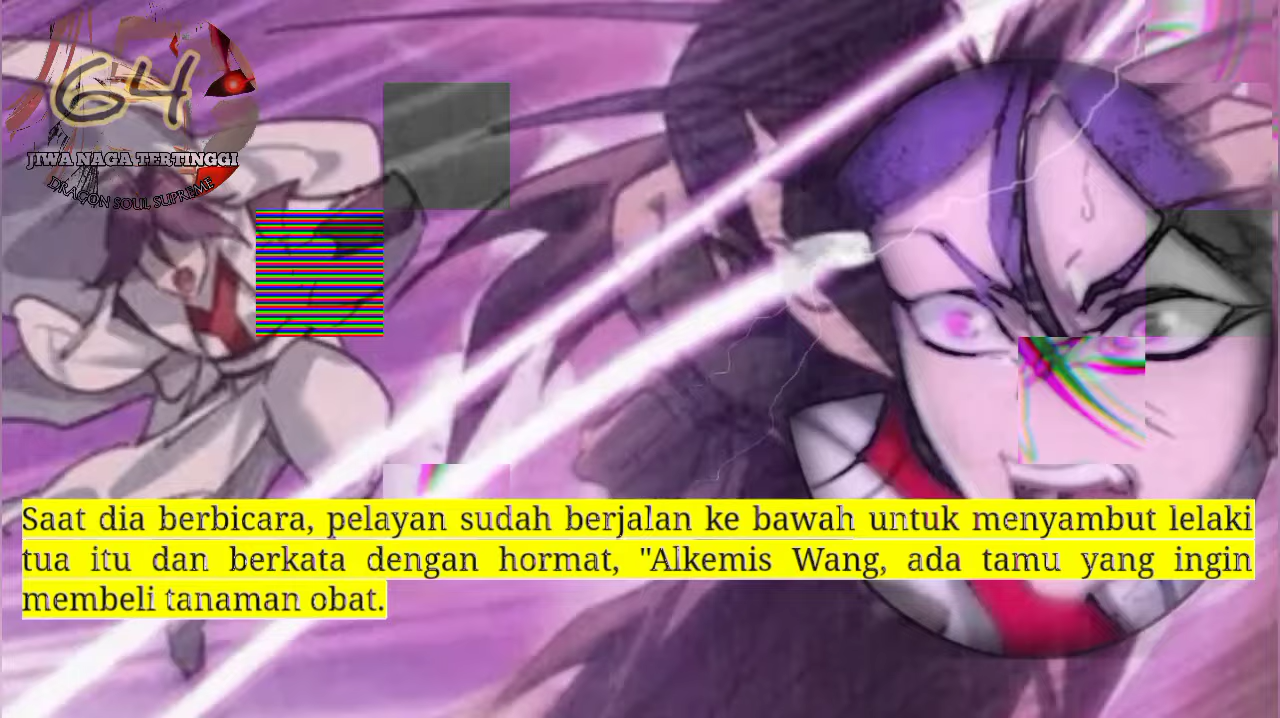 64
JIWA NAGA TERTINGGI
DRAGON SOUL SUPREME
Saat dia berbicara, pelayan sudah berjalan ke bawah untuk menyambut lelaki
tua itu dan berkata dengan hormat, "Alkemis Wang, ada tamu yang ingin
membeli tanaman obat.